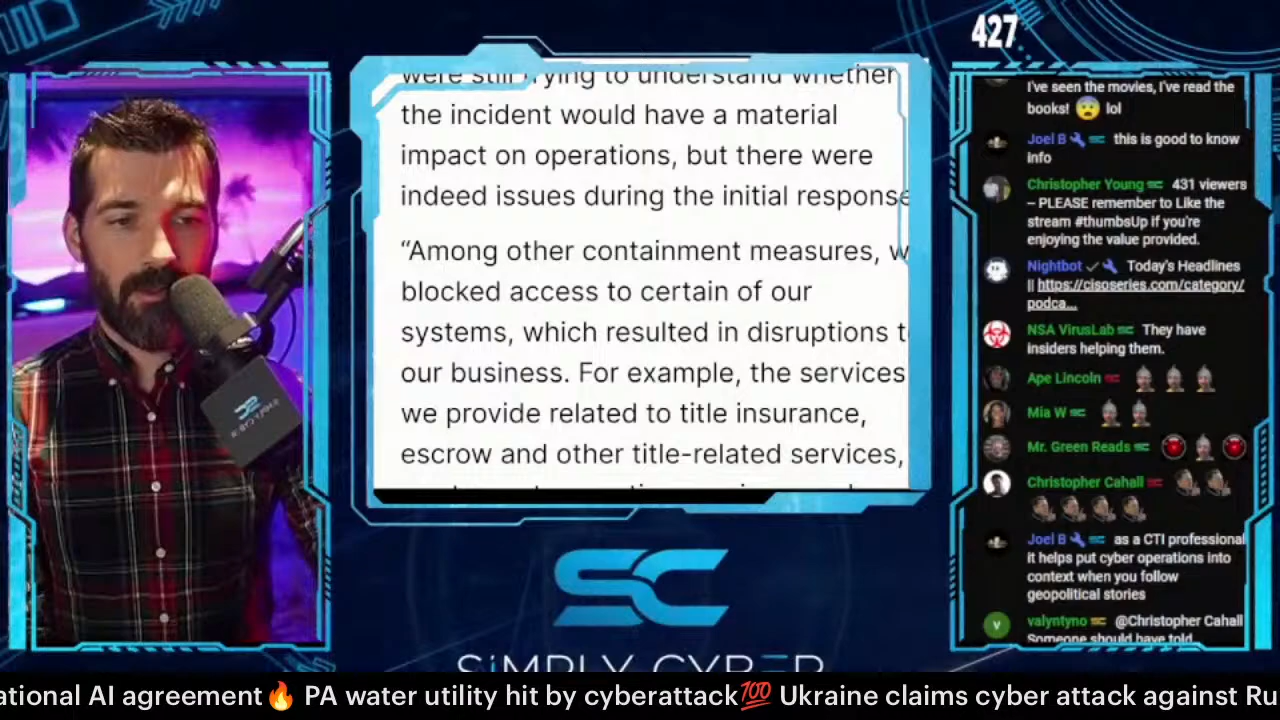 427
were still trying to understand whether
the incident would have a material
impact on operations, but there were
indeed issues during the initial response
“Among other containment measures, w
blocked access to certain of our
systems, which resulted in disruptions t
our business. For example, the services
we provide related to title insurance,
escrow and other title-related services,
I've seen the movies, I've read the
books! 😨 lol
Joel B this is good to know
info
Christopher Young 431 viewers
– PLEASE remember to Like the
stream #thumbsUp if you're
enjoying the value provided.
Nightbot Today's Headlines
|| https://cisoseries.com/category/
podca...
NSA VirusLab They have
insiders helping them.
Ape Lincoln
Mia W
Mr. Green Reads
Christopher Cahall
Joel B as a CTI professional
it helps put cyber operations into
context when you follow
geopolitical stories
V
valyntyno @Christopher Cahall
Someone should have told
SC
SIMPLY CYBER
ational AI agreement🔥 PA water utility hit by cyberattack💯 Ukraine claims cyber attack against Ru